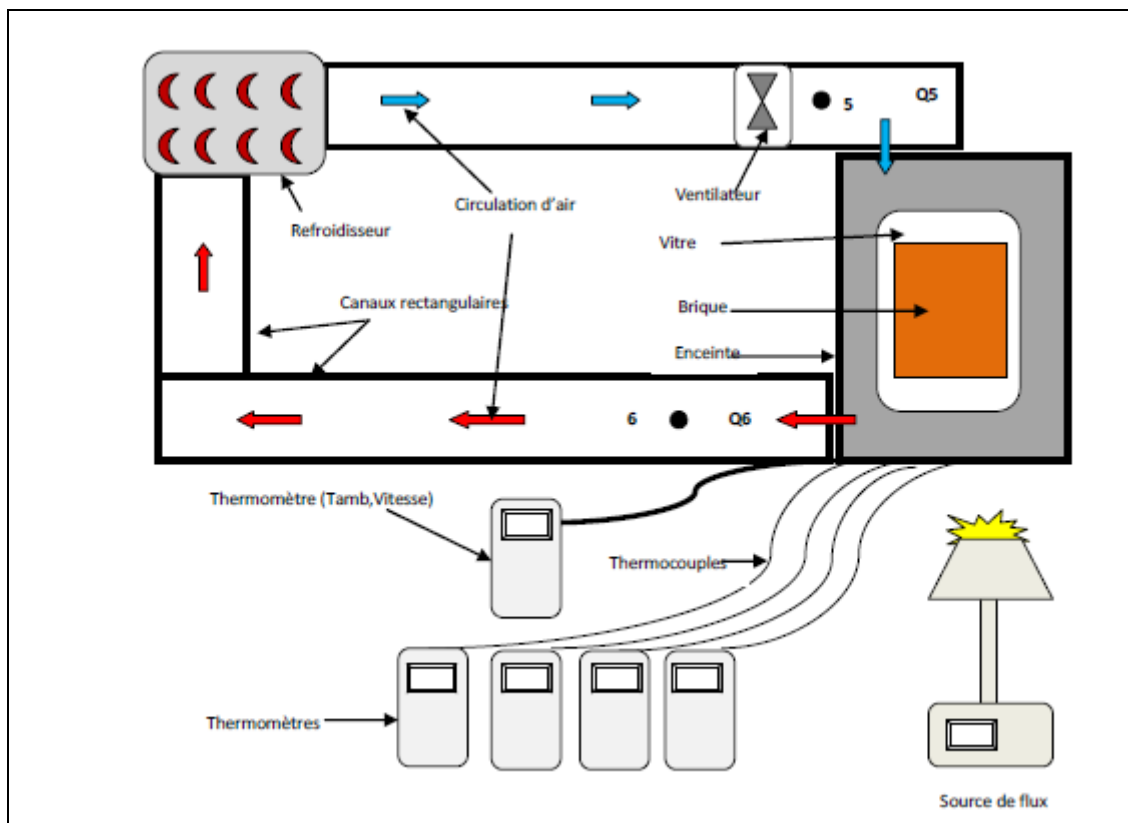 5
Q5
Ventilateur
Circulation d'air
Refroidisseur
Vitre
Canaux rectangulaires
Brique
Enceinte
6
Q6
Thermomètre (Tamb,Vitesse)
Thermocouples
Thermomètres
Source de flux